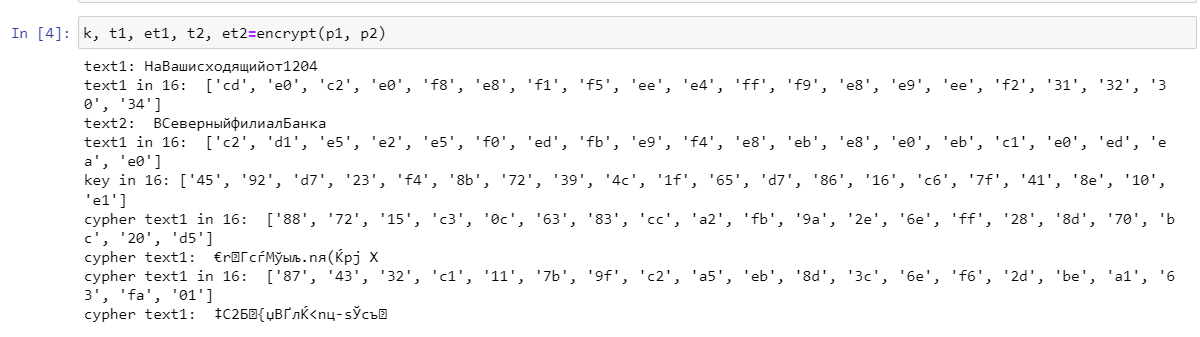 In [4]: k, t1, et1, t2, et2=encrypt(p1, p2)
text1: НаВашисходящийот1204
text1 in 16:  ['cd', 'e0', 'c2', 'e0', 'f8', 'e8', 'f1', 'f5', 'ee', 'e4', 'ff', 'f9', 'e8', 'e9', 'ee', 'f2', '31', '32', '3
0', '34']
text2:  ВСеверныйфилиалБанка
text1 in 16:  ['c2', 'd1', 'e5', 'e2', 'e5', 'f0', 'ed', 'fb', 'e9', 'f4', 'e8', 'eb', 'e8', 'e0', 'eb', 'c1', 'e0', 'ed', 'e
a', 'e0']
key in 16: ['45', '92', 'd7', '23', 'f4', '8b', '72', '39', '4c', '1f', '65', 'd7', '86', '16', 'c6', '7f', '41', '8e', '10',
'e1']
cypher text1 in 16:  ['88', '72', '15', 'c3', '0c', '63', '83', 'cc', 'a2', 'fb', '9a', '2e', '6e', 'ff', '28', '8d', '70', 'b
c', '20', 'd5']
cypher text1:  €r□ГcѓМўыљ.nя(Ќpј Х
cypher text1 in 16:  ['87', '43', '32', 'c1', '11', '7b', '9f', 'c2', 'a5', 'eb', '8d', '3c', '6e', 'f6', '2d', 'be', 'a1', '6
3', 'fa', '01']
cypher text1:  ‡C2Б□{џВҐлЌ<nц-ѕЎcъ□